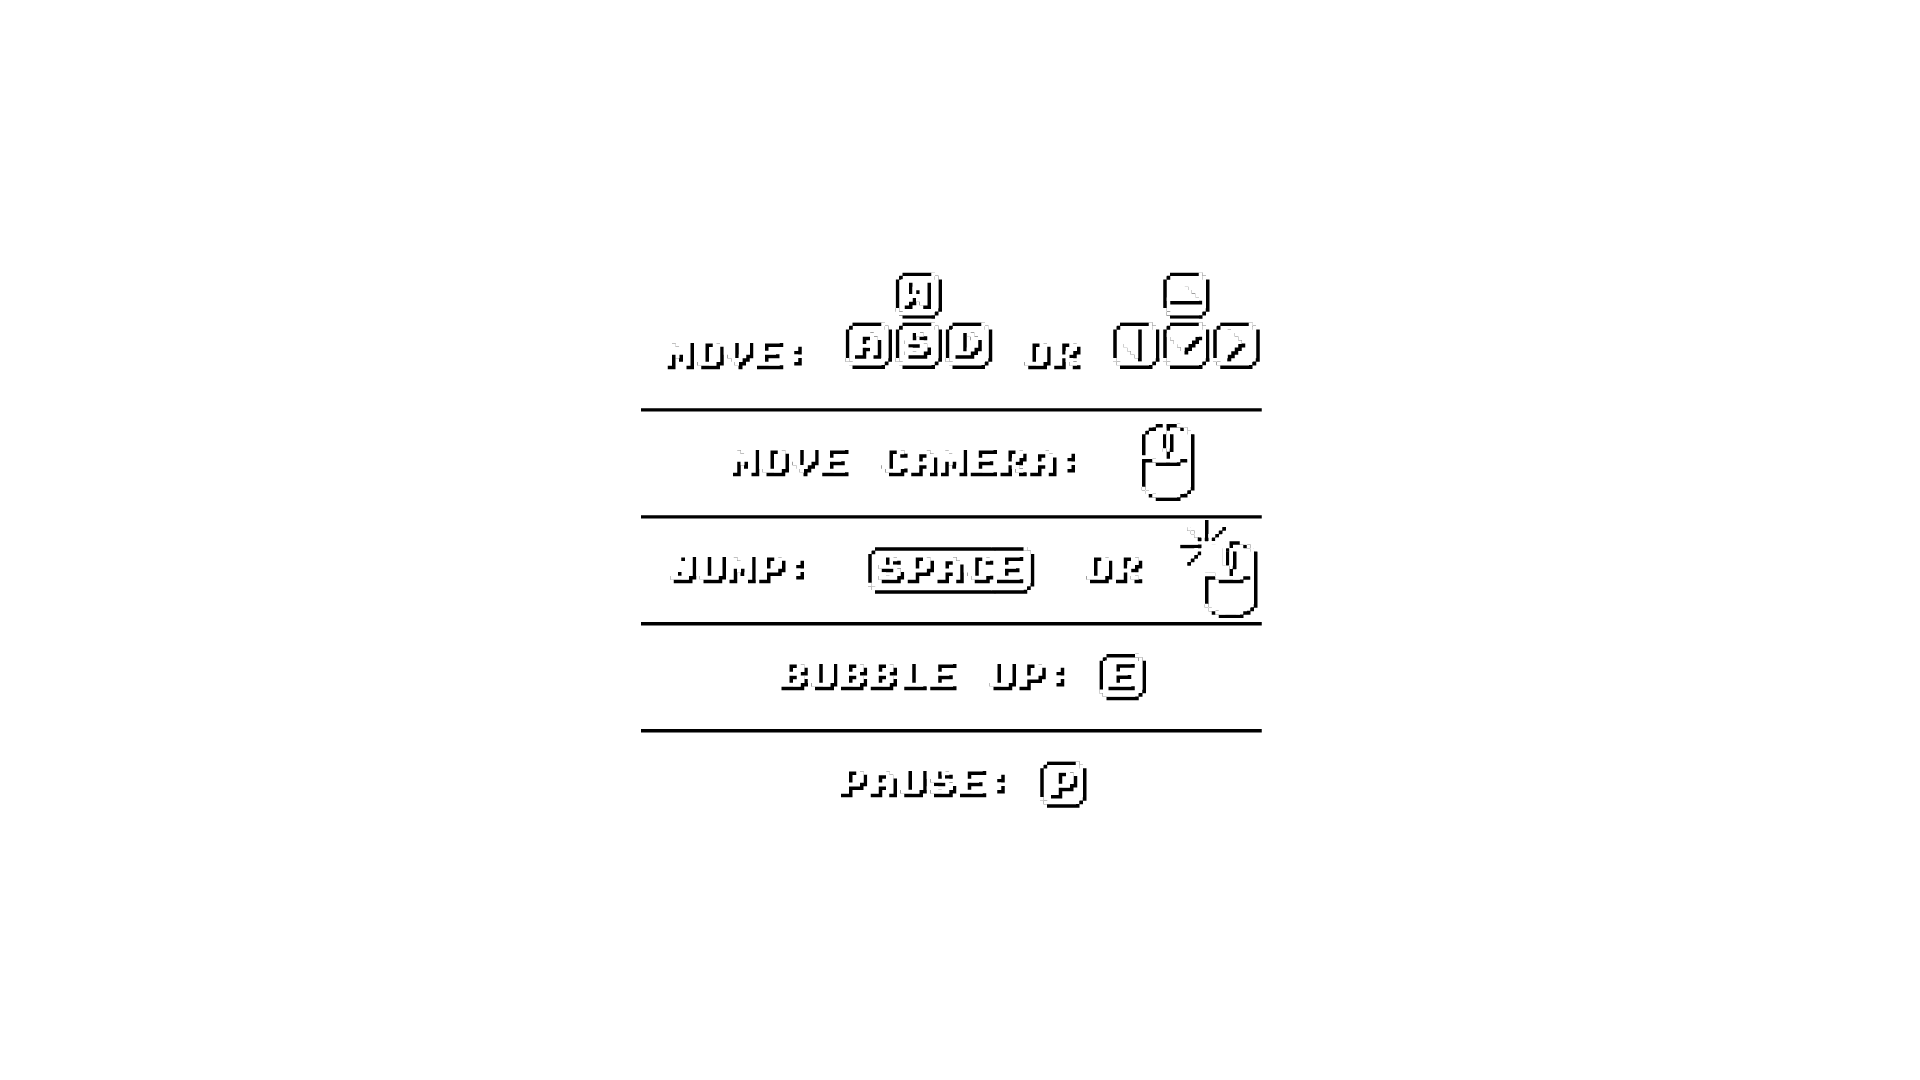 W
MOVE: A S D OR
MOVE CAMERA:
JUMP: SPACE OR
BUBBLE UP: E
PAUSE: P